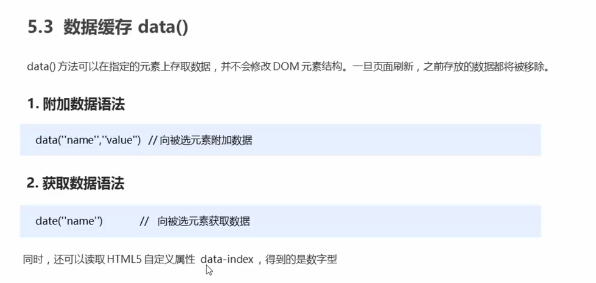 5.3 数据缓存 data()
data() 方法可以在指定的元素上存取数据，并不会修改 DOM 元素结构。一旦页面刷新，之前存放的数据都将被移除。
1. 附加数据语法
data("name","value") // 向被选元素附加数据
2. 获取数据语法
date("name") // 向被选元素获取数据
同时，还可以读取 HTML5 自定义属性 data-index ，得到的是数字型